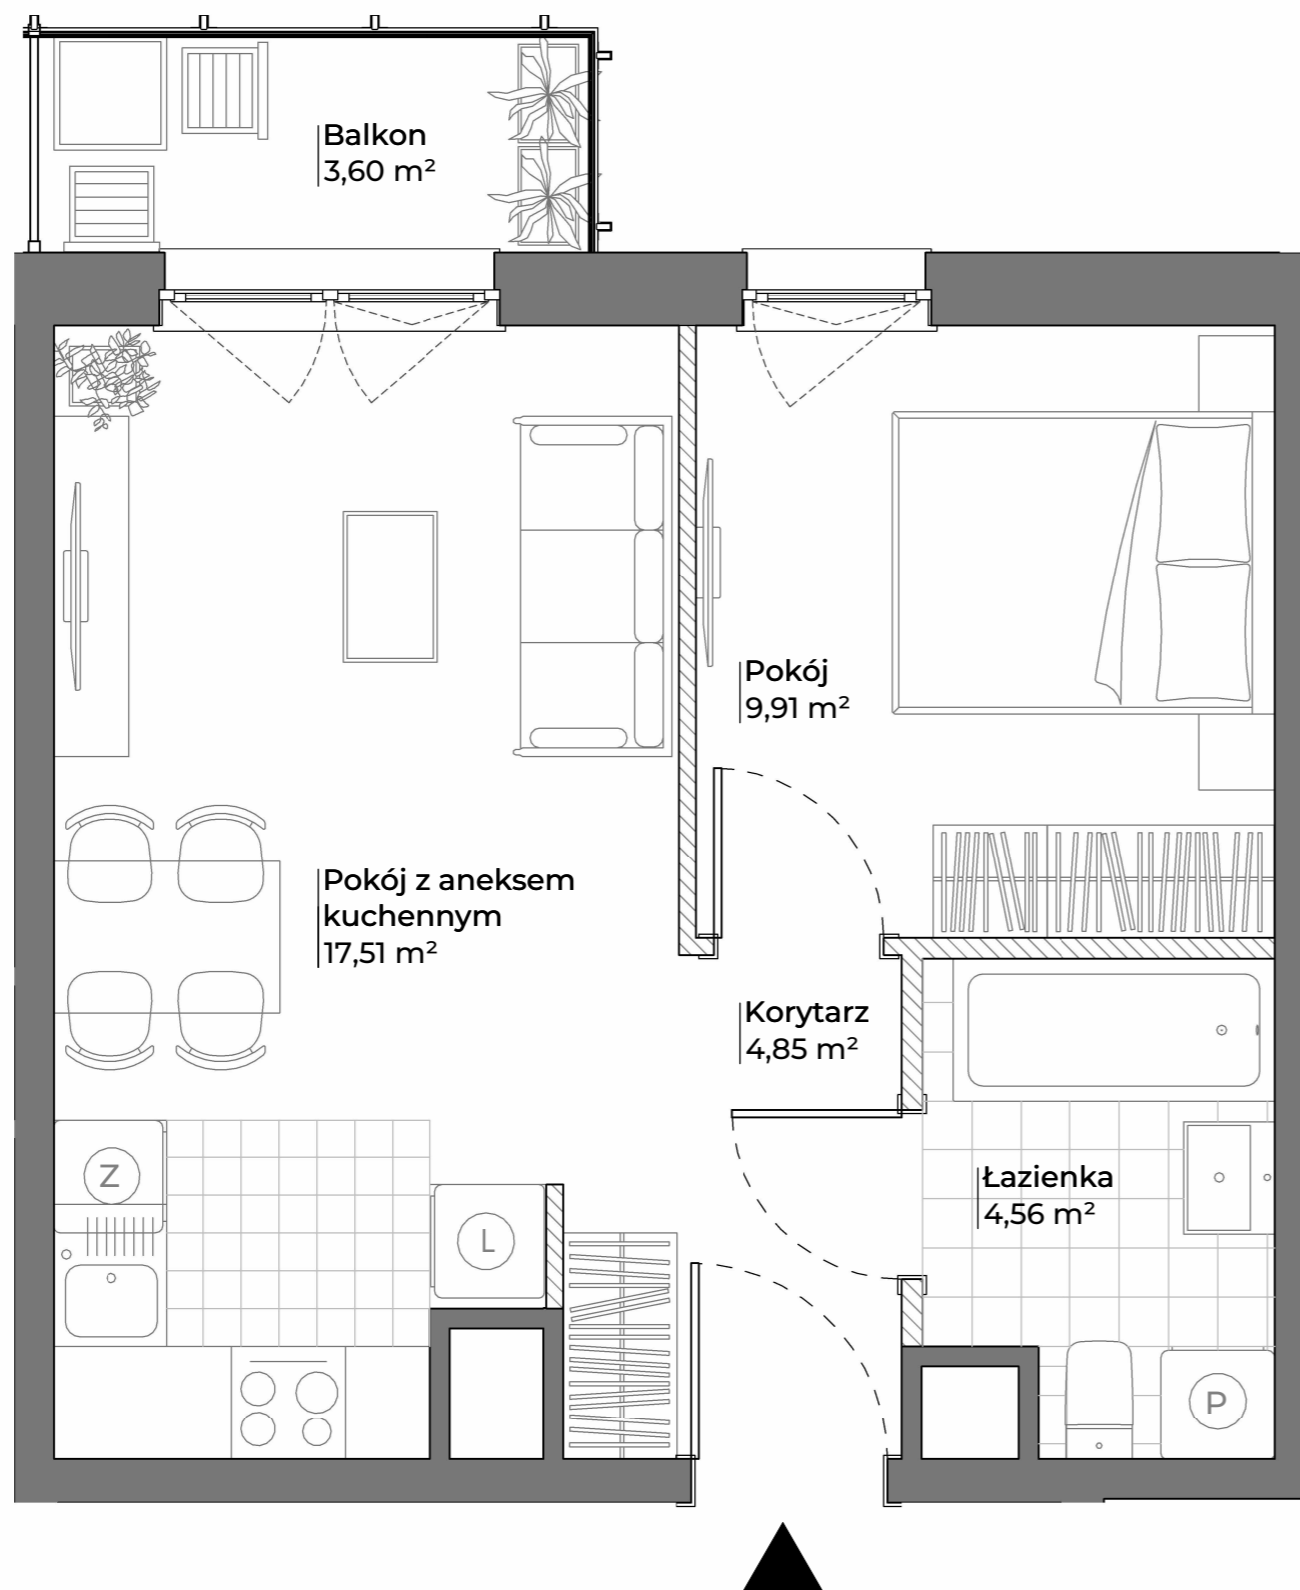 Balkon
3,60 m²
Pokój
9,91 m²
Pokój z aneksem
kuchennym
17,51 m²
Korytarz
4,85 m²
Łazienka
4,56 m²
Z
L
P